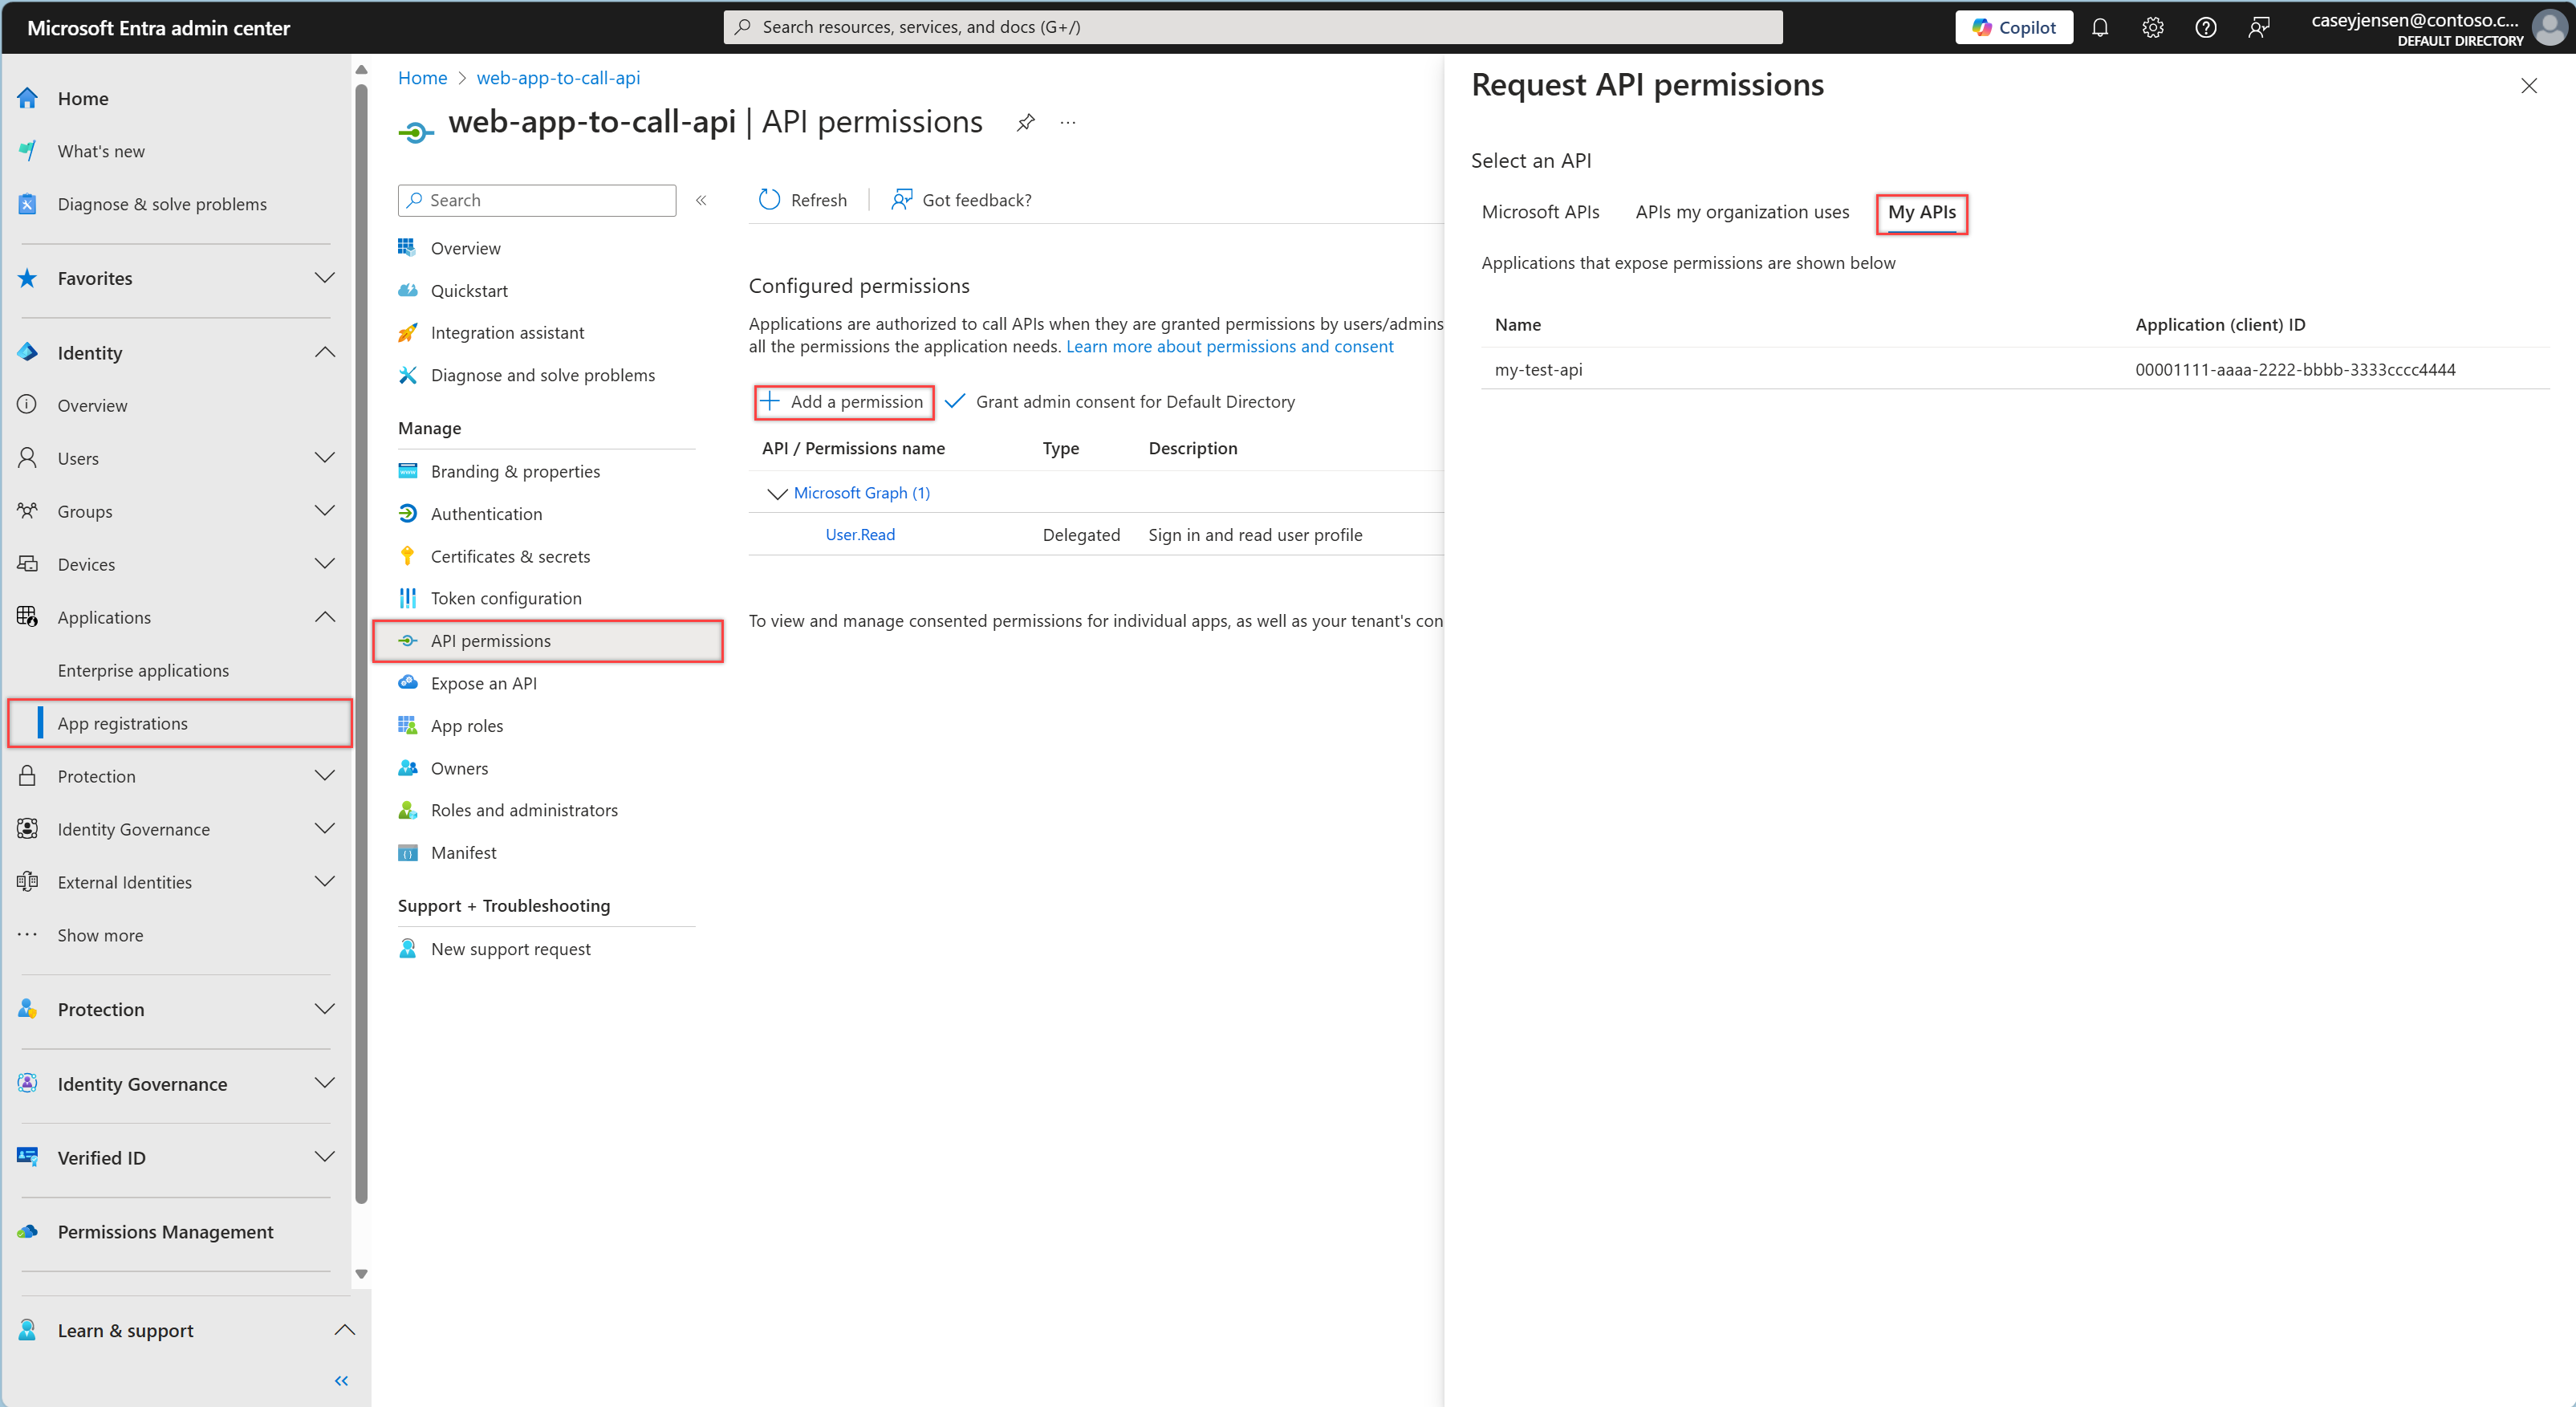 Microsoft Entra admin center
Search resources, services, and docs (G+/)
Copilot
caseyjensen@contoso.c...
DEFAULT DIRECTORY
Home
What's new
Diagnose & solve problems
Favorites
Identity
Overview
Users
Groups
Devices
Applications
Enterprise applications
App registrations
Protection
Identity Governance
External Identities
Show more
Protection
Identity Governance
Verified ID
Permissions Management
Learn & support
Home > web-app-to-call-api
web-app-to-call-api | API permissions
Search
Overview
Quickstart
Integration assistant
Diagnose and solve problems
Manage
Branding & properties
Authentication
Certificates & secrets
Token configuration
API permissions
Expose an API
App roles
Owners
Roles and administrators
Manifest
Support + Troubleshooting
New support request
Refresh
Got feedback?
Configured permissions
Applications are authorized to call APIs when they are granted permissions by users/admins
all the permissions the application needs. Learn more about permissions and consent
Add a permission
Grant admin consent for Default Directory
API / Permissions name Type Description
Microsoft Graph (1)
User.Read Delegated Sign in and read user profile
To view and manage consented permissions for individual apps, as well as your tenant's con
Request API permissions
Select an API
Microsoft APIs APIs my organization uses My APIs
Applications that expose permissions are shown below
Name Application (client) ID
my-test-api 00001111-aaaa-2222-bbbb-3333cccc4444